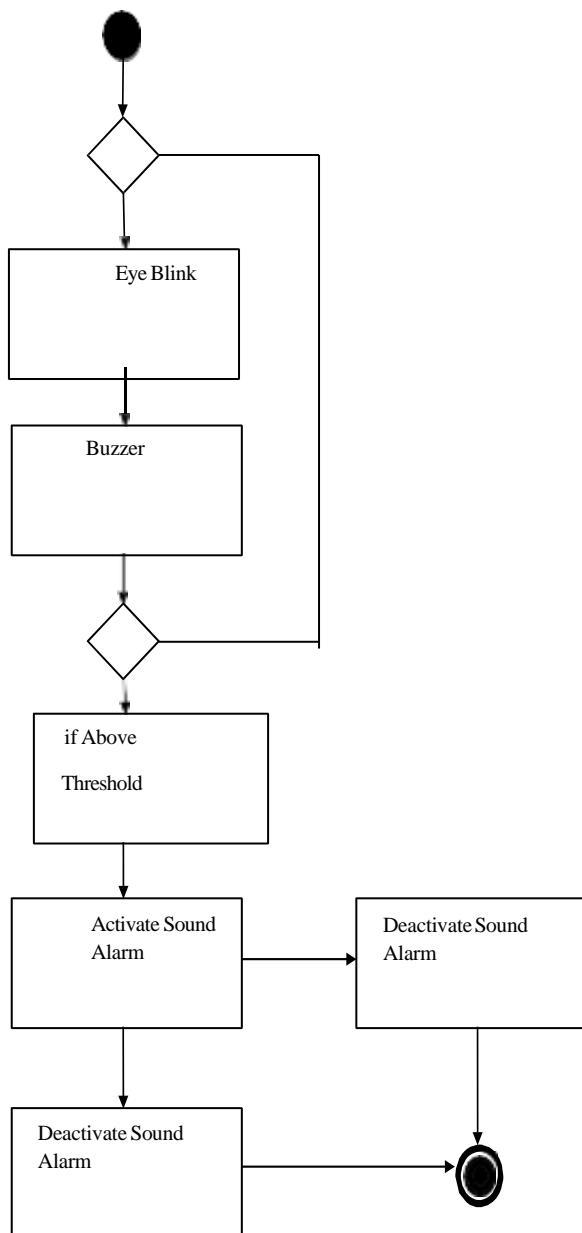 Eye Blink
Buzzer
if Above
Threshold
Activate Sound
Alarm
Deactivate Sound
Alarm
Deactivate Sound
Alarm